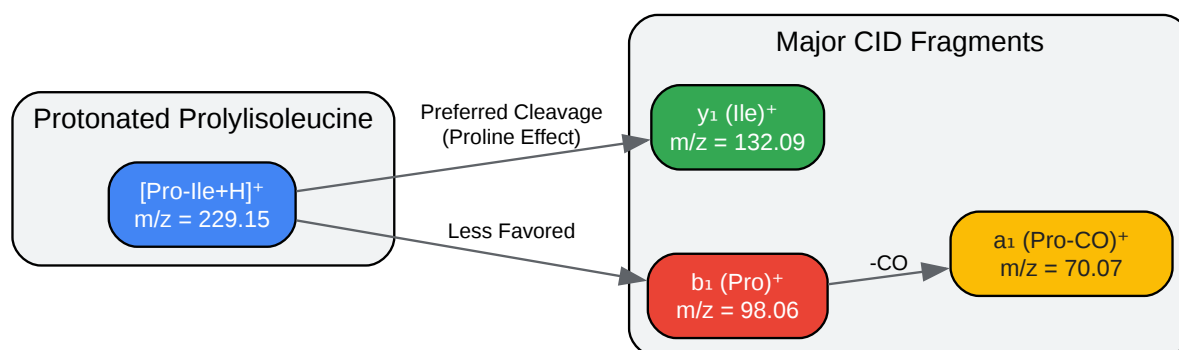 Major CID Fragments
Protonated Prolylisoleucine
[Pro-Ile+H]⁺
m/z = 229.15
Preferred Cleavage
(Proline Effect)
Less Favored
y₁ (Ile)⁺
m/z = 132.09
b₁ (Pro)⁺
m/z = 98.06
-CO
a₁ (Pro-CO)⁺
m/z = 70.07